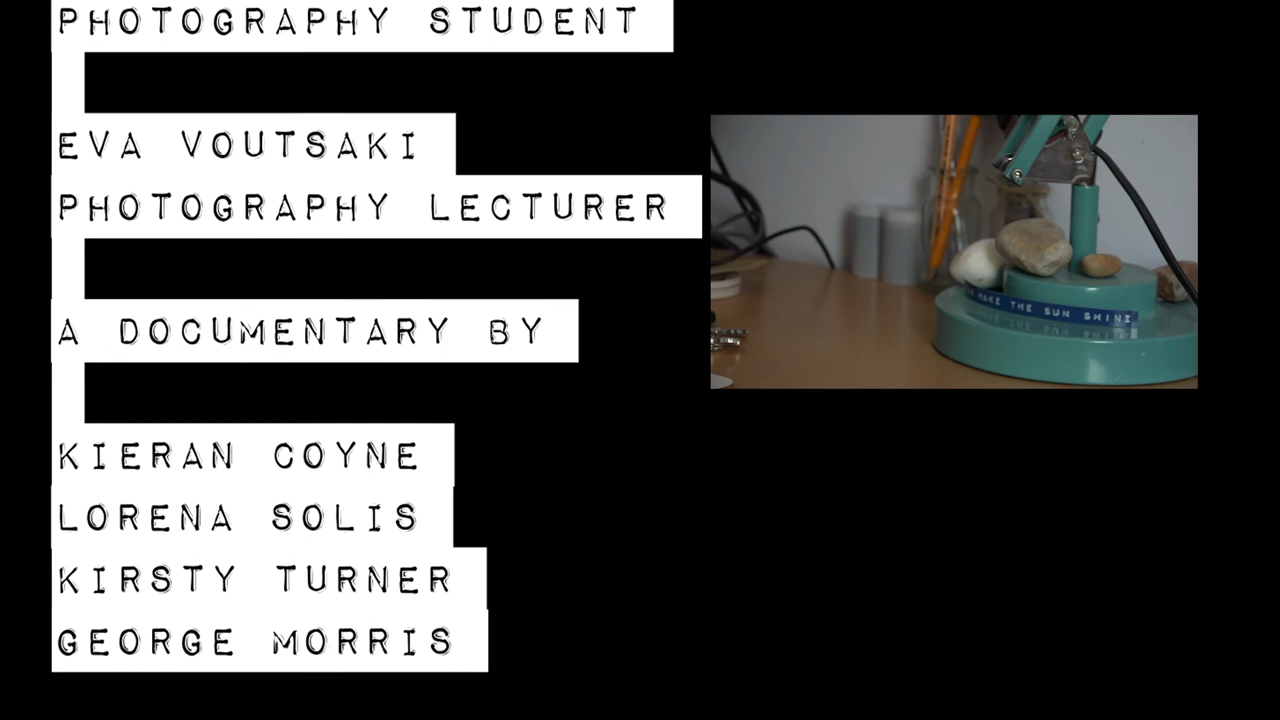 PHOTOGRAPHY STUDENT
EVA VOUTSAKI
PHOTOGRAPHY LECTURER
A DOCUMENTARY BY
KIERAN COYNE
LORENA SOLIS
KIRSTY TURNER
GEORGE MORRIS
MAKE THE SUN SHINE